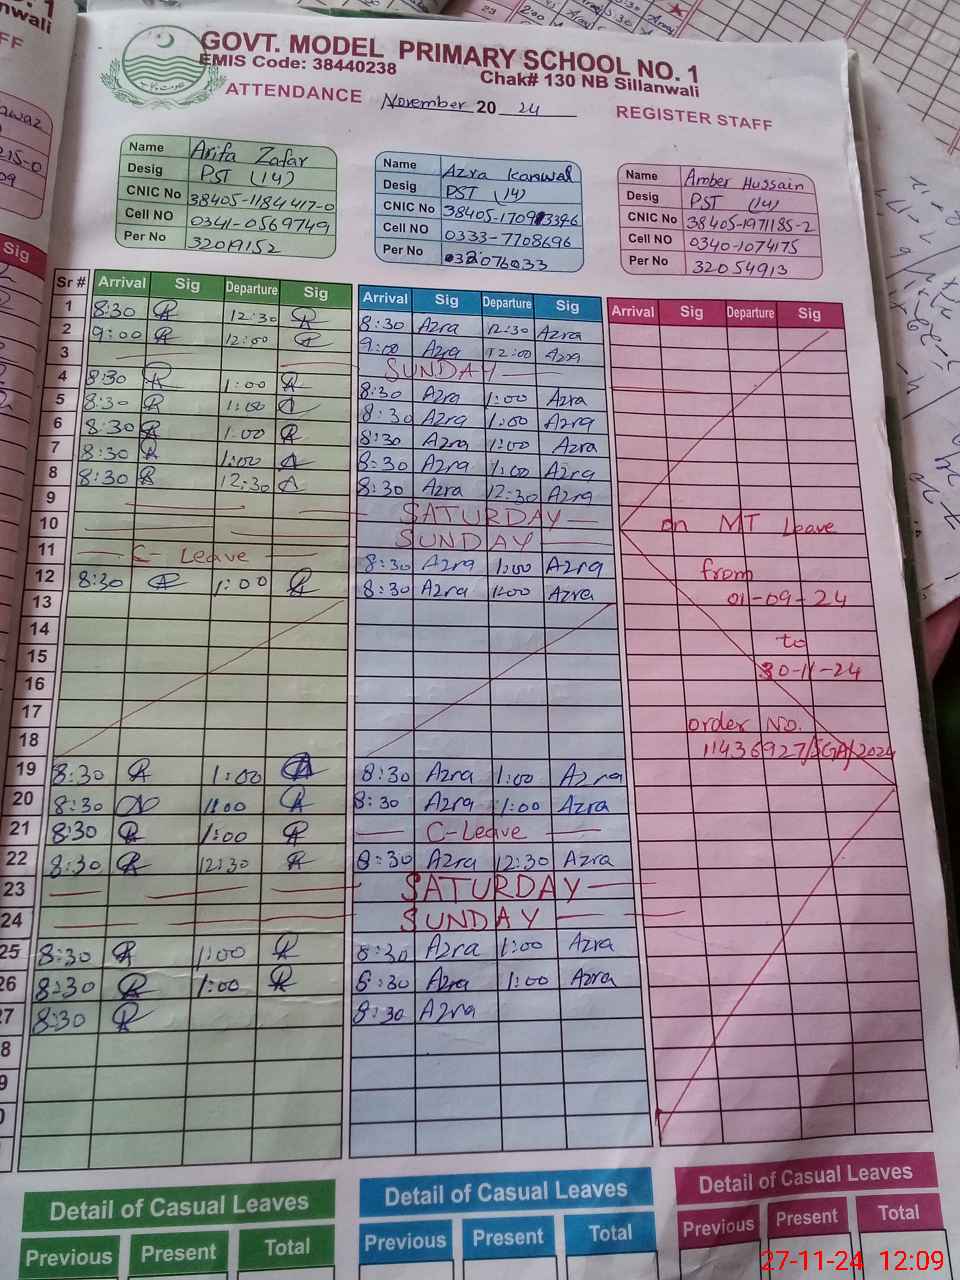 GOVT. MODEL PRIMARY SCHOOL NO. 1
EMIS Code: 38440238
Chak# 130 NB Sillanwali
ATTENDANCE November 20 24 REGISTER STAFF
Name Arifa Zafar
Desig PST (14)
CNIC No 38405-1184417-0
Cell NO 0341-0569749
Per No 32019152
Name Azra Kanwal
Desig PST (14)
CNIC No 38405-1709 3346
Cell NO 0333-7708696
Per No 032076033
Name Amber Hussain
Desig PST (14)
CNIC No 38405-1971185-2
Cell NO 0340-1074175
Per No 32054913
Sr # Arrival Sig Departure Sig Arrival Sig Departure Sig Arrival Sig Departure Sig
1 8:30 12:30 8:30 Azra 12:30 Azra
2 9:00 12:00 9:00 Azra 12:00 Azra
3 SUNDAY
4 8:30 1:00 8:30 Azra 1:00 Azra
5 8:30 1:00 8:30 Azra 1:00 Azra
6 8:30 1:00 8:30 Azra 1:00 Azra
7 8:30 1:00 8:30 Azra 1:00 Azra
8 8:30 12:30 8:30 Azra 12:30 Azra
9 SATURDAY
10 SUNDAY
11 C-Leave 8:30 Azra 1:00 Azra
12 8:30 1:00 8:30 Azra 1:00 Azra
13
14
15
16
17
18
on MT Leave
from
01-09-24
to
30-11-24
order No.
11436927/SGA/2024
19 8:30 1:00 8:30 Azra 1:00 Azra
20 8:30 1:00 8:30 Azra 1:00 Azra
21 8:30 1:00 C-Leave
22 8:30 12:30 8:30 Azra 12:30 Azra
23 SATURDAY
24 SUNDAY
25 8:30 1:00 8:30 Azra 1:00 Azra
26 8:30 1:00 8:30 Azra 1:00 Azra
27 8:30 8:30 Azra
8
9
0
Detail of Casual Leaves Detail of Casual Leaves Detail of Casual Leaves
Previous Present Total Previous Present Total Previous Present Total
27-11-24 12:09